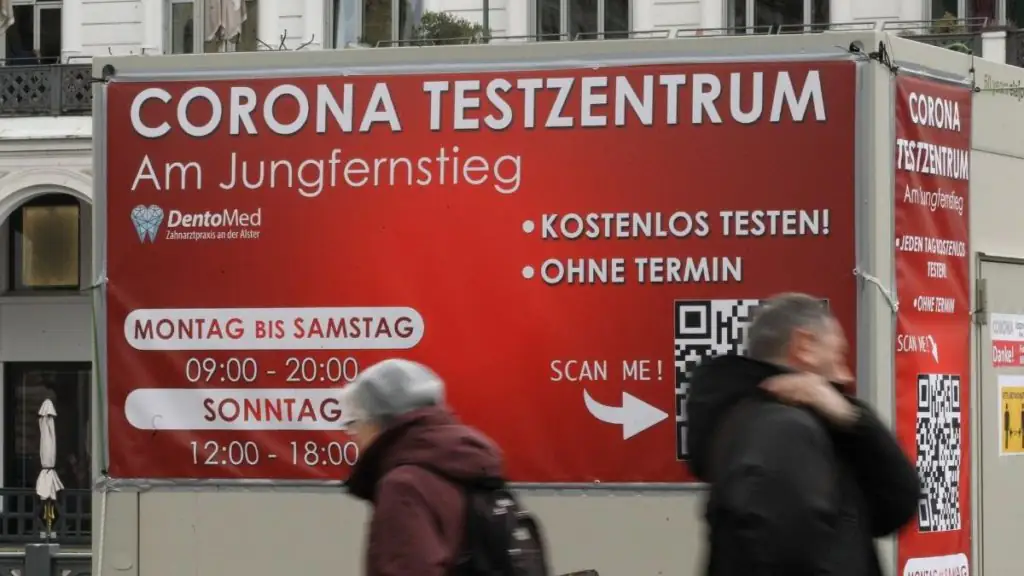 CORONA TESTZENTRUM
Am Jungfernstieg
DentoMed
Zahnarztpraxis an der Alster
• KOSTENLOS TESTEN!
• OHNE TERMIN
MONTAG BIS SAMSTAG
09:00 - 20:00
SONNTAG
12:00 - 18:00
SCAN ME!
CORONA
TESTZENTRUM
Am Jungfernstieg
• JEDEN TAG KOSTENLOS
TESTEN
• OHNE TERMIN
SCAN ME!
CORONA
Danke!